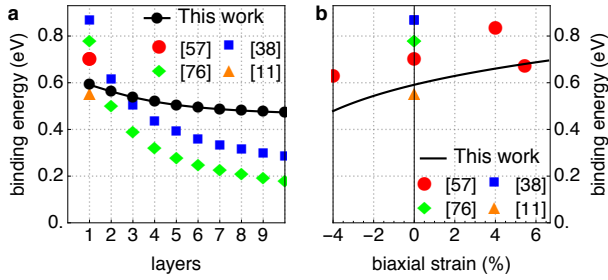 a
This work
[57]
[38]
[76]
[11]
binding energy (eV)
0.8
0.6
0.4
0.2
0.
1 2 3 4 5 6 7 8 9
layers
b
0.8
0.6
0.4
0.2
0.
binding energy (eV)
This work
[57]
[38]
[76]
[11]
−4 −2 0 2 4 6
biaxial strain (%)